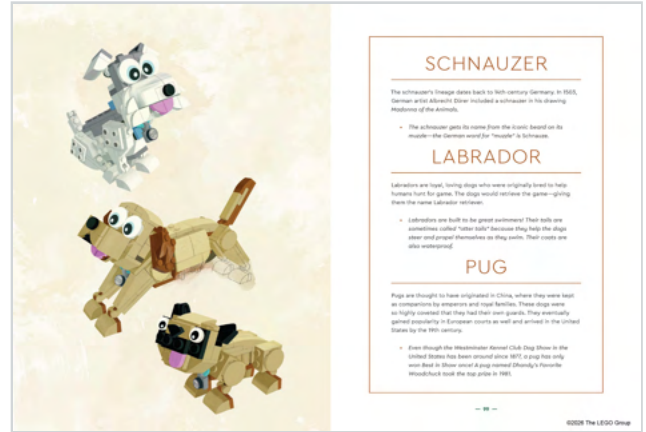 SCHNAUZER
The schnauzer's lineage dates back to 14th-century Germany. In 1503,
German artist Albrecht Dürer included a schnauzer in his drawing
Madonna of the Animals.
• The schnauzer gets its name from the iconic beard on its
muzzle—the German word for "muzzle" is Schnauze.
LABRADOR
Labradors are loyal, loving dogs who were originally bred to help
humans hunt for game. The dogs would retrieve the game—giving
them the name Labrador retriever.
• Labradors are built to be great swimmers! Their tails are
sometimes called "otter tails" because they help the dogs
steer and propel themselves as they swim. Their coats are
also waterproof.
PUG
Pugs are thought to have originated in China, where they were kept
as companions by emperors and royal families. These dogs were
so highly coveted that they had their own guards. They eventually
gained popularity in European courts as well and arrived in the United
States by the 19th century.
• Even though the Westminster Kennel Club Dog Show in the
United States has been around since 1877, a pug has only
won Best in Show once! A pug named Dhandy's Favorite
Woodchuck took the top prize in 1981.
©2026 The LEGO Group